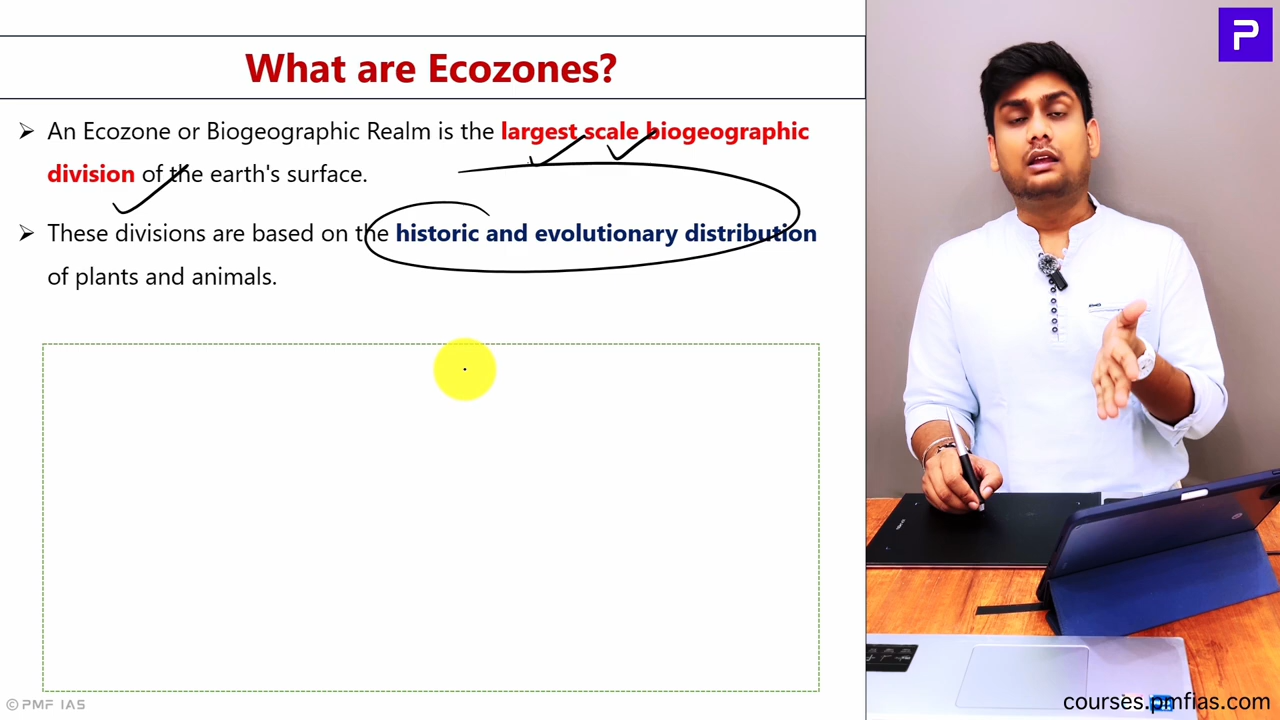 What are Ecozones?
➢ An Ecozone or Biogeographic Realm is the largest scale biogeographic
division of the earth's surface.
➢ These divisions are based on the historic and evolutionary distribution
of plants and animals.
© PMF IAS
P
courses.pmfias.com